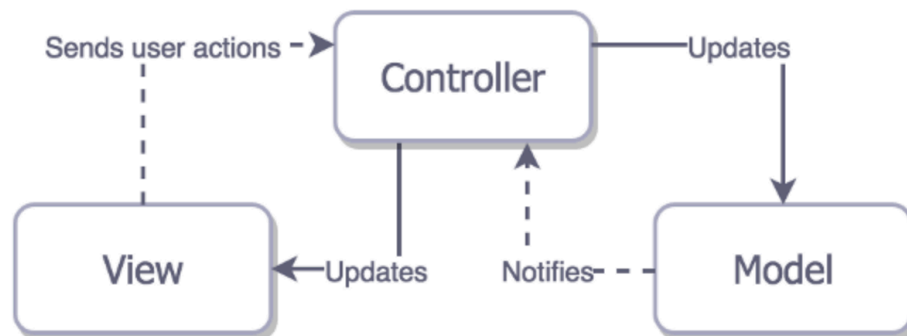 Sends user actions
Controller
Updates
View
Updates
Notifies
Model